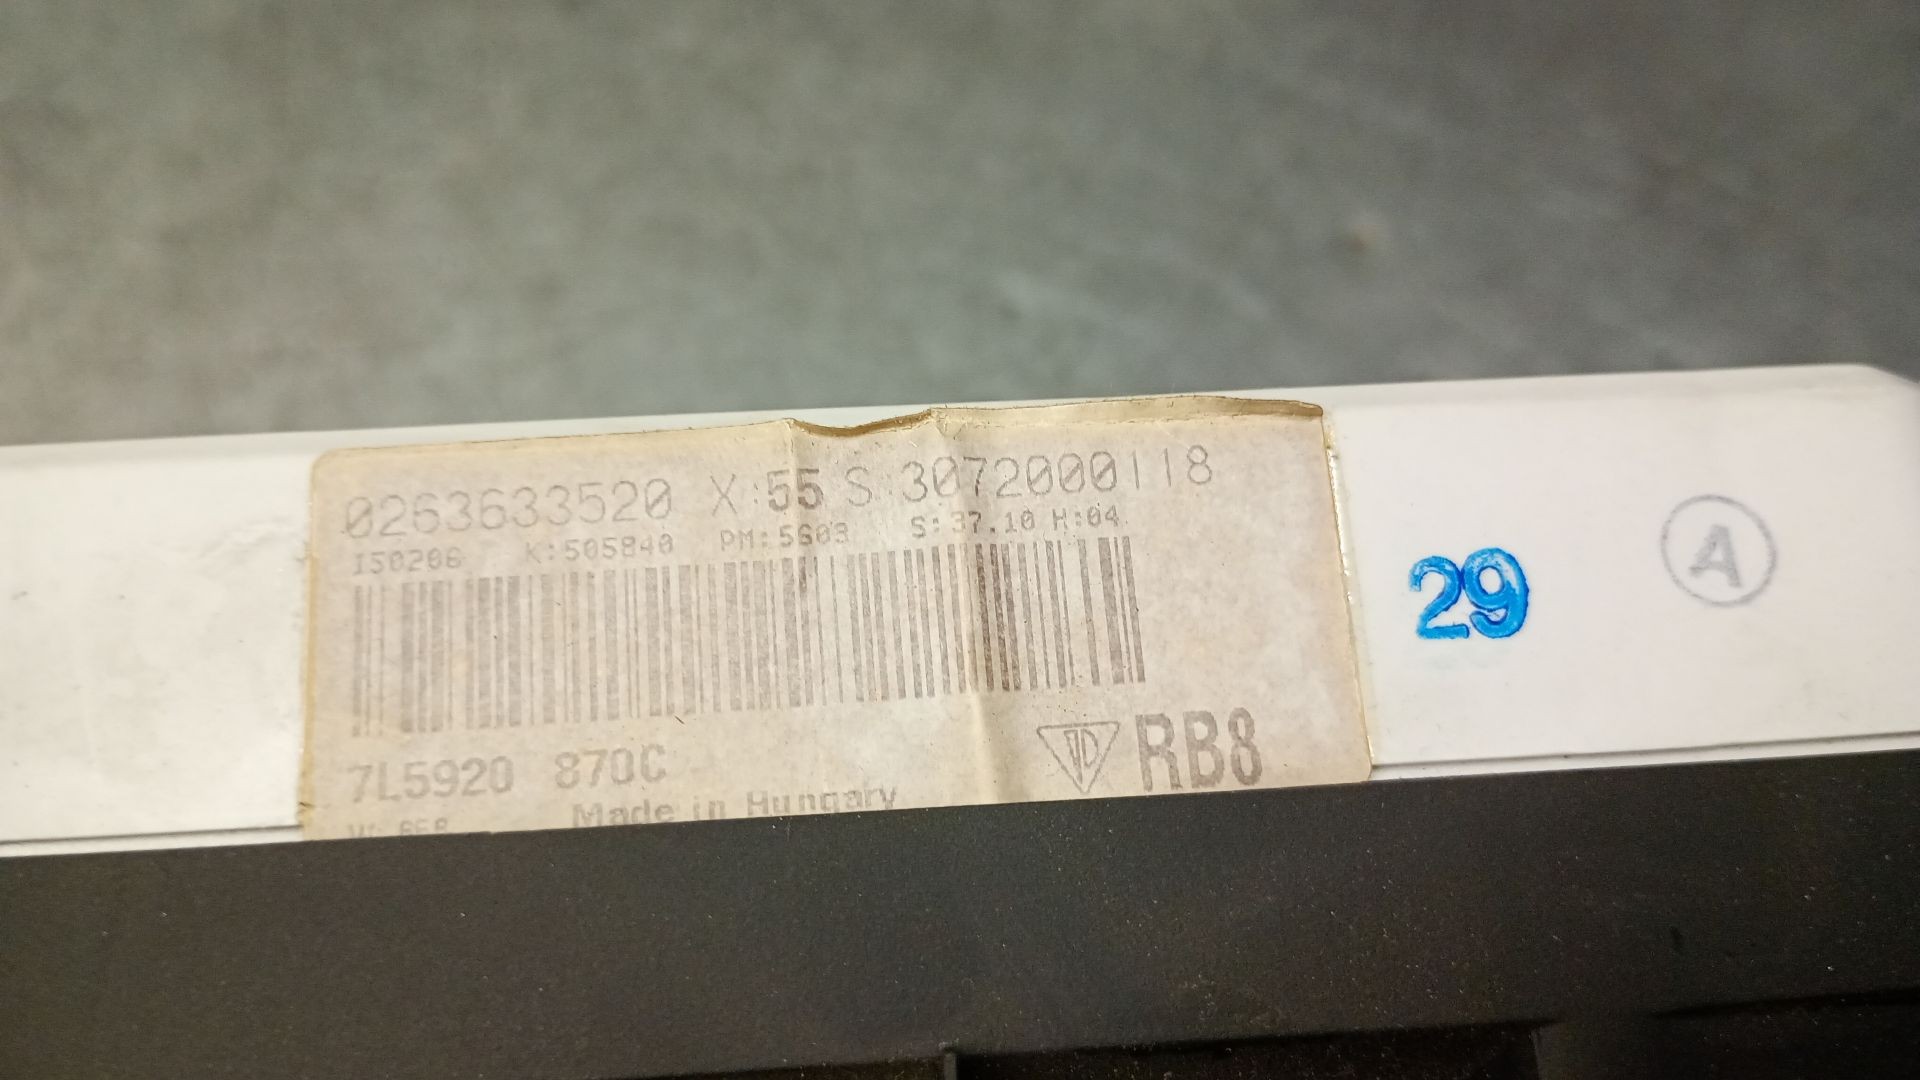 0263633520 X:55 S:3072000118
150206 K:505840 PM:5603 S:37.10 H:04
7L5920 870C
RB8
Made in Hungary
29
A